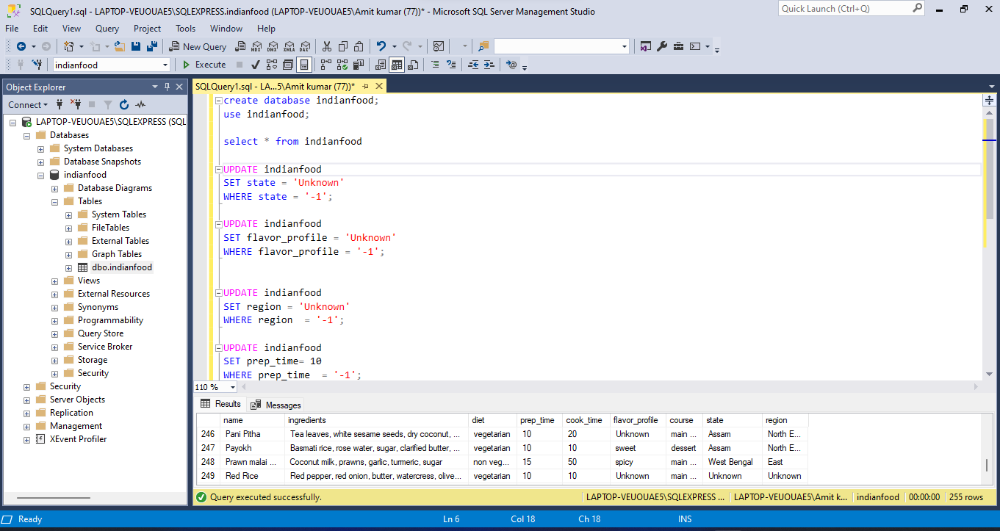 SQLQuery1.sql - LAPTOP-VEUOUAE5\SQLEXPRESS.indianfood (LAPTOP-VEUOUAE5\Amit kumar (77))* - Microsoft SQL Server Management Studio
Quick Launch (Ctrl+Q)
File Edit View Query Project Tools Window Help
New Query MDX DMX XMLA DAX
indianfood Execute
Object Explorer
Connect
LAPTOP-VEUOUAE5\SQLEXPRESS (SQL
Databases
System Databases
Database Snapshots
indianfood
Database Diagrams
Tables
System Tables
FileTables
External Tables
Graph Tables
dbo.indianfood
Views
External Resources
Synonyms
Programmability
Query Store
Service Broker
Storage
Security
Security
Server Objects
Replication
Management
XEvent Profiler
SQLQuery1.sql - LA...5\Amit kumar (77))*
create database indianfood;
use indianfood;
select * from indianfood
UPDATE indianfood
SET state = 'Unknown'
WHERE state = '-1';
UPDATE indianfood
SET flavor_profile = 'Unknown'
WHERE flavor_profile = '-1';
UPDATE indianfood
SET region = 'Unknown'
WHERE region  = '-1';
UPDATE indianfood
SET prep_time= 10
WHERE prep_time  = '-1';
110 %
Results Messages
name ingredients diet prep_time cook_time flavor_profile course state region
246 Pani Pitha Tea leaves, white sesame seeds, dry coconut, ... vegetarian 10 20 Unknown main ... Assam North E...
247 Payokh Basmati rice, rose water, sugar, clarified butter, ... vegetarian 10 10 sweet dessert Assam North E...
248 Prawn malai ... Coconut milk, prawns, garlic, turmeric, sugar non veg... 15 50 spicy main ... West Bengal East
249 Red Rice Red pepper, red onion, butter, watercress, olive... vegetarian 10 10 Unknown main ... Unknown Unknown
Query executed successfully. LAPTOP-VEUOUAE5\SQLEXPRESS ... LAPTOP-VEUOUAE5\Amit k... indianfood 00:00:00 255 rows
Ready Ln 6 Col 18 Ch 18 INS